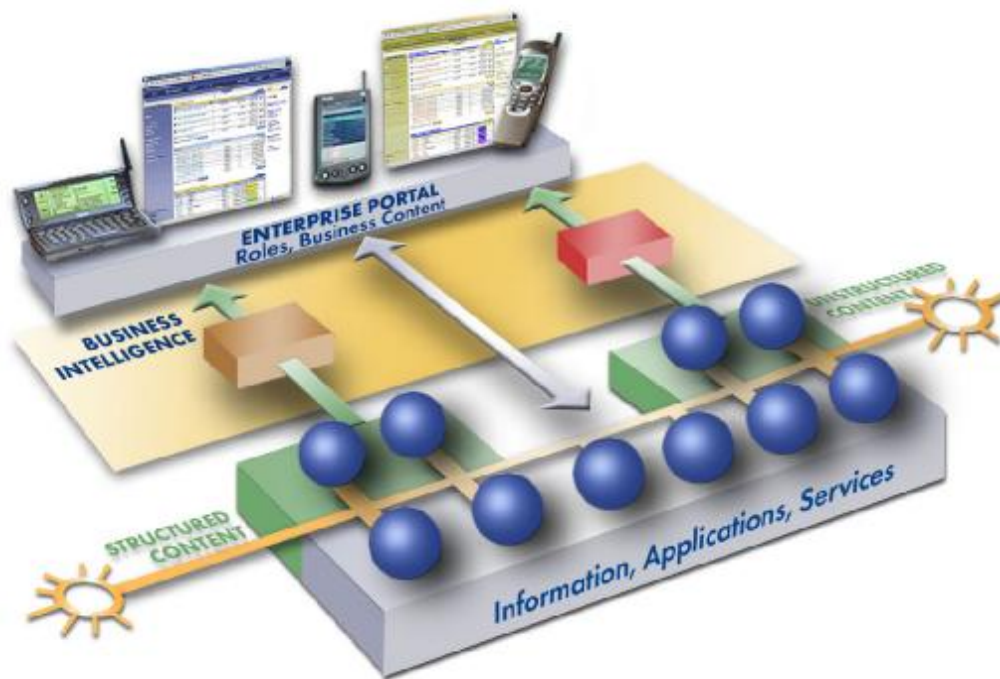 ENTERPRISE PORTAL
Roles, Business Content
BUSINESS
INTELLIGENCE
UNSTRUCTURED
CONTENT
STRUCTURED
CONTENT
Information, Applications, Services